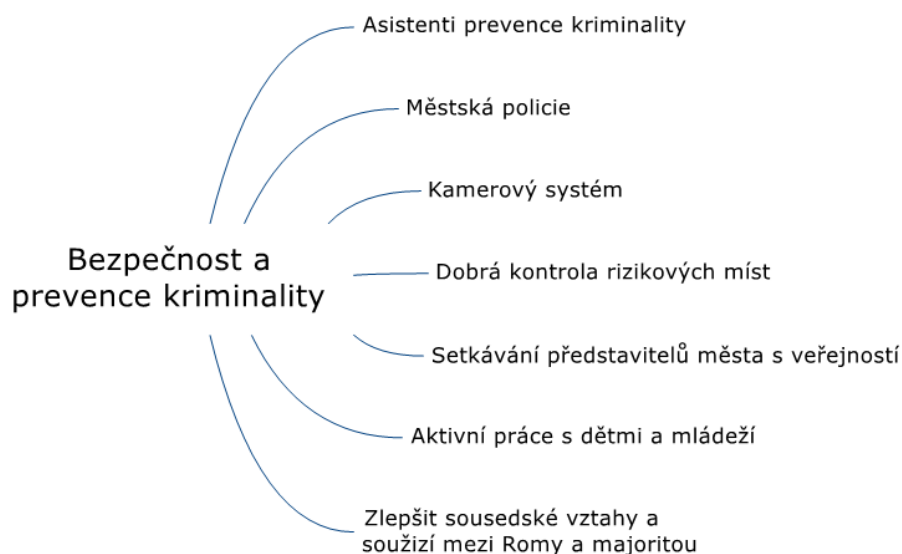 Asistenti prevence kriminality
Městská policie
Kamerový systém
Bezpečnost a
prevence kriminality
Dobrá kontrola rizikových míst
Setkávání představitelů města s veřejností
Aktivní práce s dětmi a mládeží
Zlepšit sousedské vztahy a
soužizí mezi Romy a majoritou